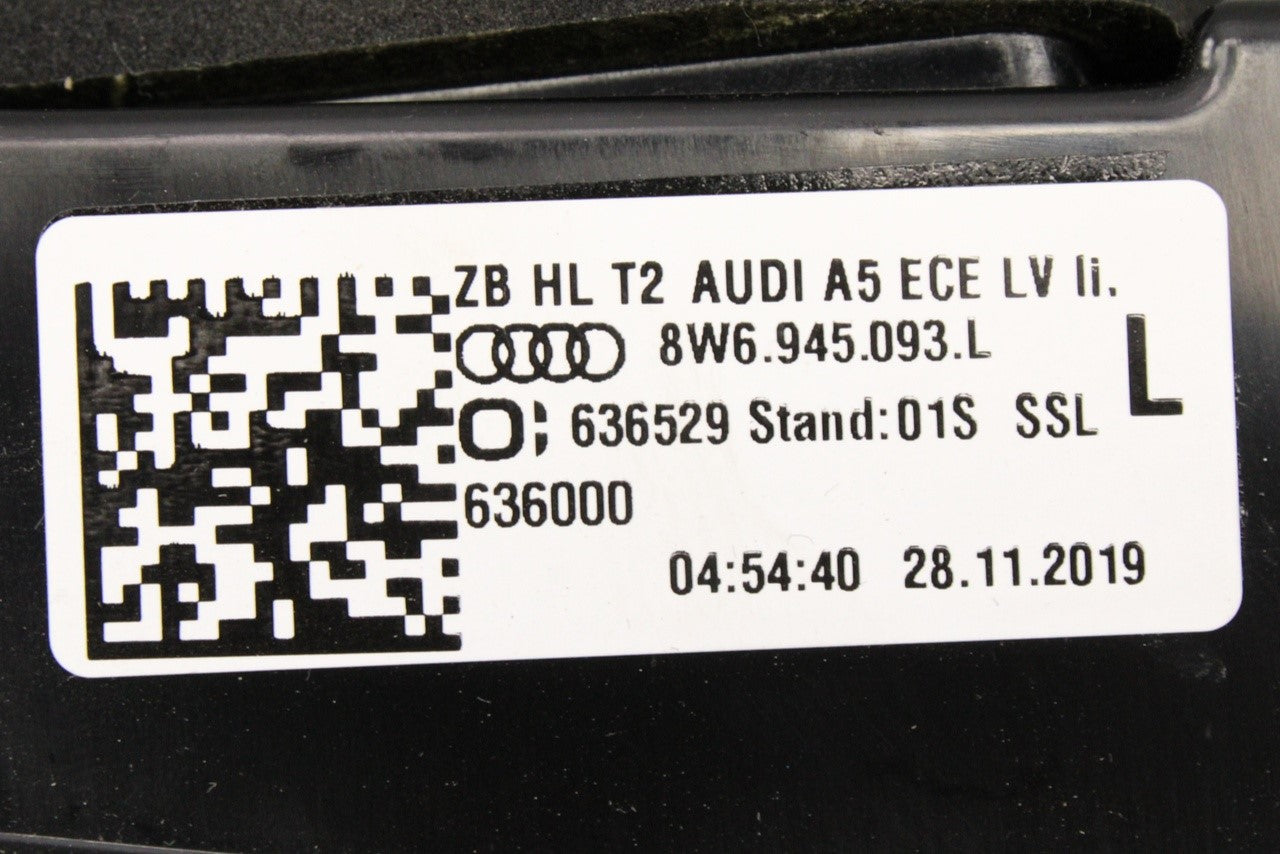 ZB HL T2 AUDI A5 ECE LV li.
8W6.945.093.L
L
636529 Stand:01S SSL
636000
04:54:40 28.11.2019